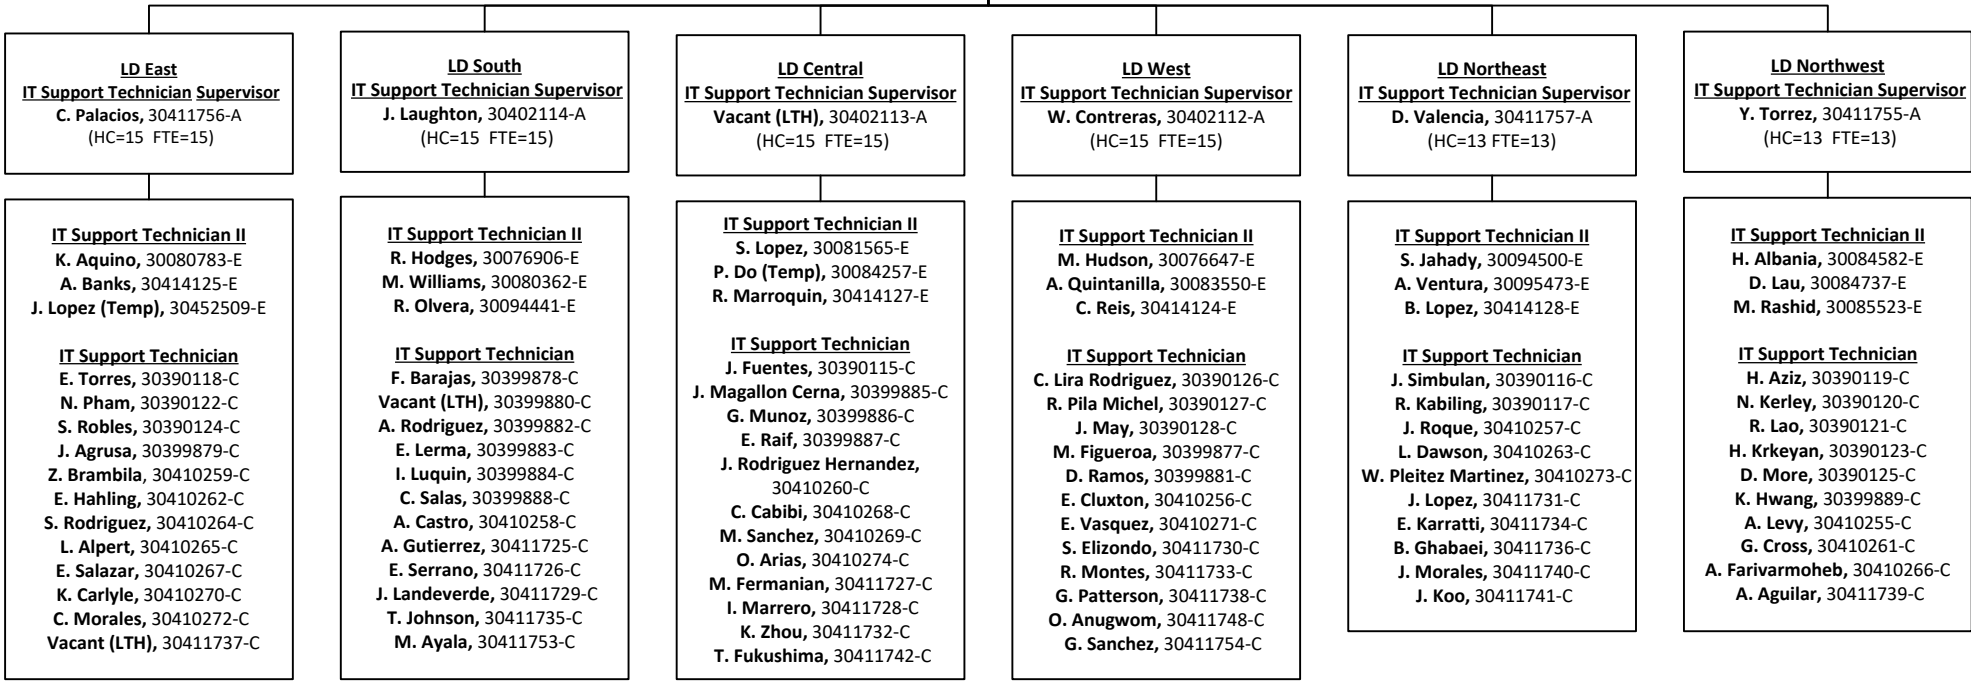 LD East
IT Support Technician Supervisor
C. Palacios, 30411756-A
(HC=15 FTE=15)
IT Support Technician II
K. Aquino, 30080783-E
A. Banks, 30414125-E
J. Lopez (Temp), 30452509-E
IT Support Technician
E. Torres, 30390118-C
N. Pham, 30390122-C
S. Robles, 30390124-C
J. Agrusa, 30399879-C
Z. Brambila, 30410259-C
E. Hahling, 30410262-C
S. Rodriguez, 30410264-C
L. Alpert, 30410265-C
E. Salazar, 30410267-C
K. Carlyle, 30410270-C
C. Morales, 30410272-C
Vacant (LTH), 30411737-C
LD South
IT Support Technician Supervisor
J. Laughton, 30402114-A
(HC=15 FTE=15)
IT Support Technician II
R. Hodges, 30076906-E
M. Williams, 30080362-E
R. Olvera, 30094441-E
IT Support Technician
F. Barajas, 30399878-C
Vacant (LTH), 30399880-C
A. Rodriguez, 30399882-C
E. Lerma, 30399883-C
I. Luquin, 30399884-C
C. Salas, 30399888-C
A. Castro, 30410258-C
A. Gutierrez, 30411725-C
E. Serrano, 30411726-C
J. Landeverde, 30411729-C
T. Johnson, 30411735-C
M. Ayala, 30411753-C
LD Central
IT Support Technician Supervisor
Vacant (LTH), 30402113-A
(HC=15 FTE=15)
IT Support Technician II
S. Lopez, 30081565-E
P. Do (Temp), 30084257-E
R. Marroquin, 30414127-E
IT Support Technician
J. Fuentes, 30390115-C
J. Magallon Cerna, 30399885-C
G. Munoz, 30399886-C
E. Raif, 30399887-C
J. Rodriguez Hernandez,
30410260-C
C. Cabibi, 30410268-C
M. Sanchez, 30410269-C
O. Arias, 30410274-C
M. Fermanian, 30411727-C
I. Marrero, 30411728-C
K. Zhou, 30411732-C
T. Fukushima, 30411742-C
LD West
IT Support Technician Supervisor
W. Contreras, 30402112-A
(HC=15 FTE=15)
IT Support Technician II
M. Hudson, 30076647-E
A. Quintanilla, 30083550-E
C. Reis, 30414124-E
IT Support Technician
C. Lira Rodriguez, 30390126-C
R. Pila Michel, 30390127-C
J. May, 30390128-C
M. Figueroa, 30399877-C
D. Ramos, 30399881-C
E. Cluxton, 30410256-C
E. Vasquez, 30410271-C
S. Elizondo, 30411730-C
R. Montes, 30411733-C
G. Patterson, 30411738-C
O. Anugwom, 30411748-C
G. Sanchez, 30411754-C
LD Northeast
IT Support Technician Supervisor
D. Valencia, 30411757-A
(HC=13 FTE=13)
IT Support Technician II
S. Jahady, 30094500-E
A. Ventura, 30095473-E
B. Lopez, 30414128-E
IT Support Technician
J. Simbulan, 30390116-C
R. Kabiling, 30390117-C
J. Roque, 30410257-C
L. Dawson, 30410263-C
W. Pleitez Martinez, 30410273-C
J. Lopez, 30411731-C
E. Karratti, 30411734-C
B. Ghabaei, 30411736-C
J. Morales, 30411740-C
J. Koo, 30411741-C
LD Northwest
IT Support Technician Supervisor
Y. Torrez, 30411755-A
(HC=13 FTE=13)
IT Support Technician II
H. Albania, 30084582-E
D. Lau, 30084737-E
M. Rashid, 30085523-E
IT Support Technician
H. Aziz, 30390119-C
N. Kerley, 30390120-C
R. Lao, 30390121-C
H. Krkeyan, 30390123-C
D. More, 30390125-C
K. Hwang, 30399889-C
A. Levy, 30410255-C
G. Cross, 30410261-C
A. Farivarmoheb, 30410266-C
A. Aguilar, 30411739-C